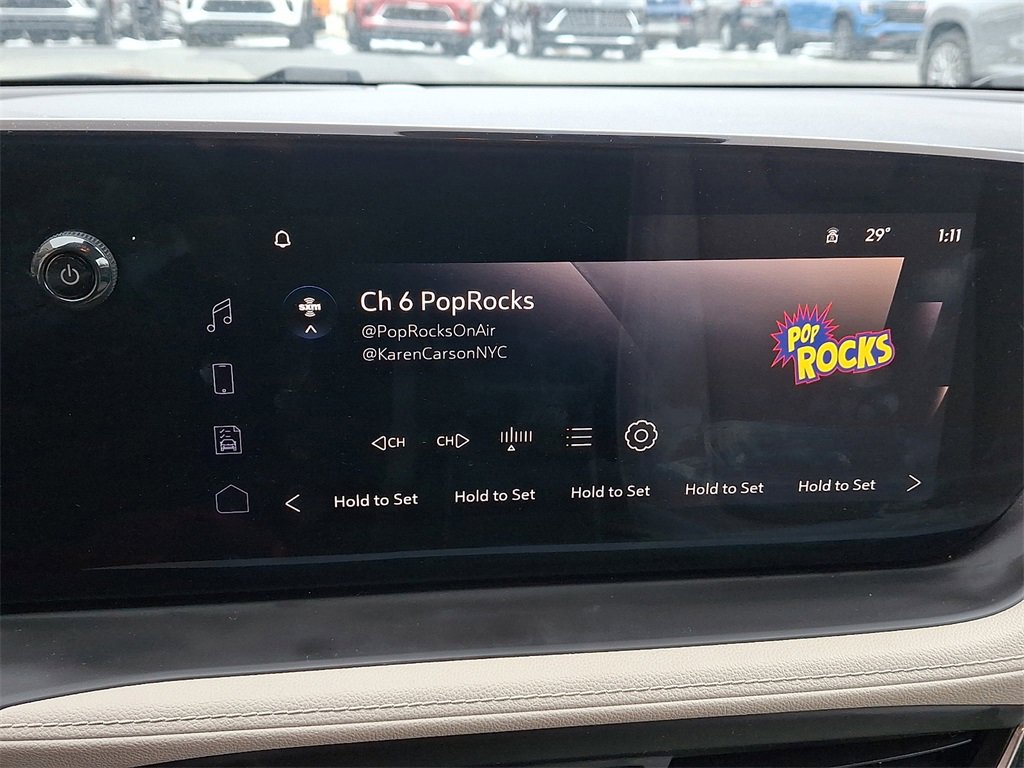 29° 1:11
sxm
Ch 6 PopRocks
@PopRocksOnAir
@KarenCarsonNYC
POP
ROCKS
CH CH
Hold to Set Hold to Set Hold to Set Hold to Set Hold to Set